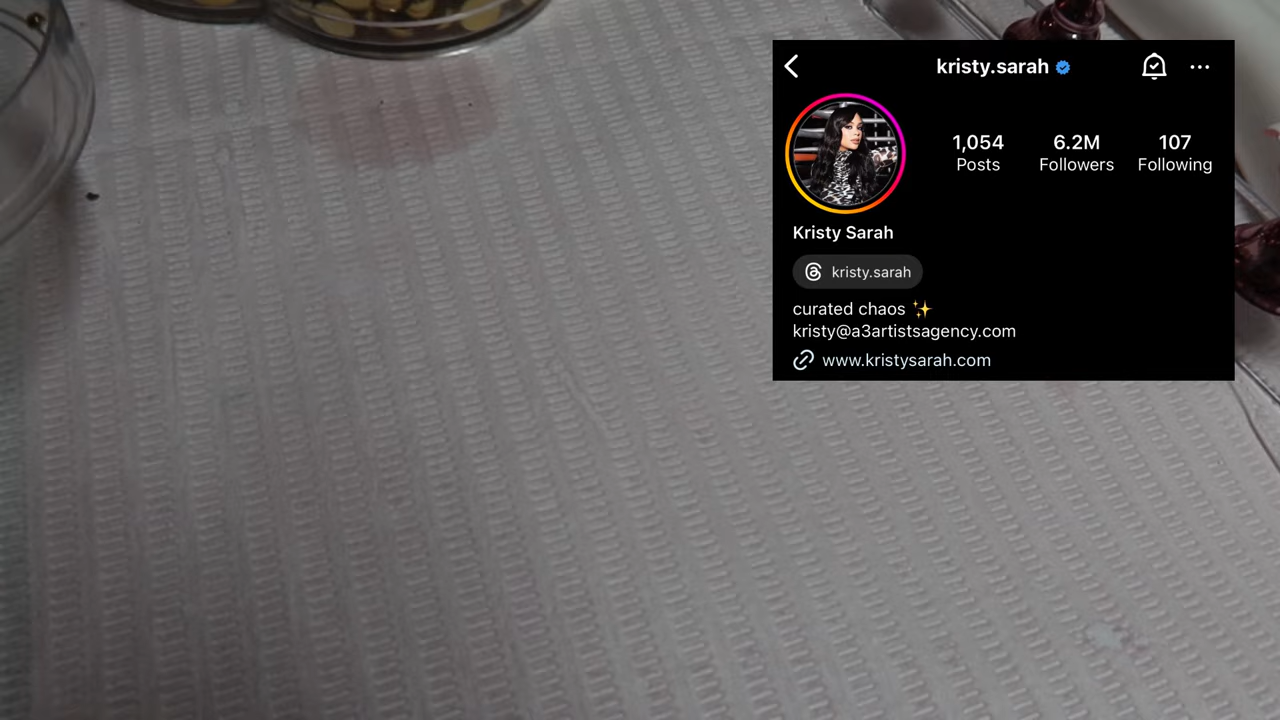 kristy.sarah
1,054 6.2M 107
Posts Followers Following
Kristy Sarah
kristy.sarah
curated chaos ✨
kristy@a3artistsagency.com
www.kristysarah.com